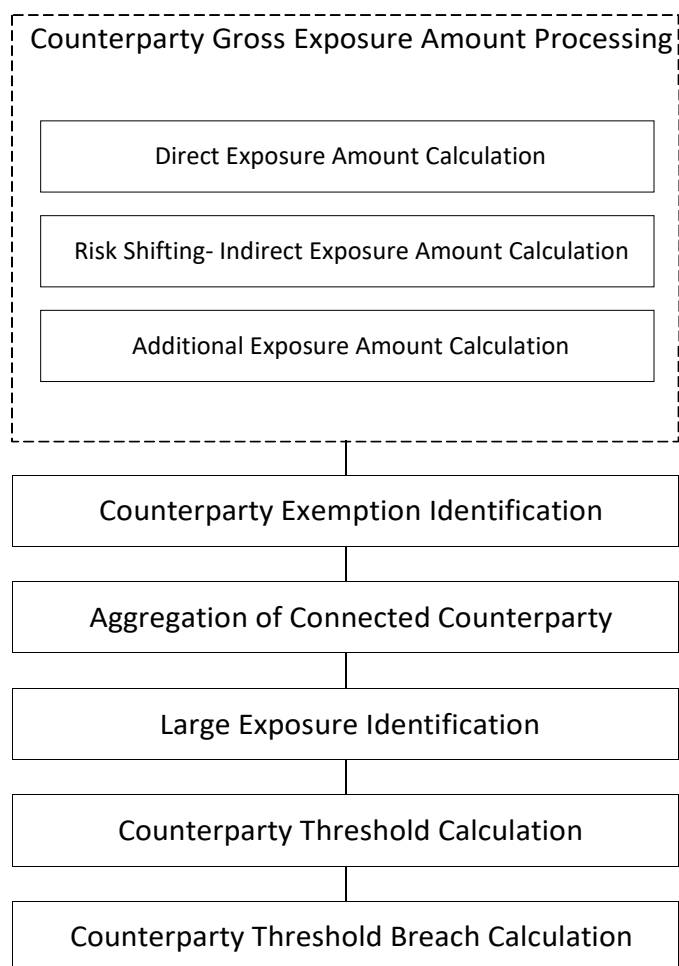 Counterparty Gross Exposure Amount Processing
Direct Exposure Amount Calculation
Risk Shifting- Indirect Exposure Amount Calculation
Additional Exposure Amount Calculation
Counterparty Exemption Identification
Aggregation of Connected Counterparty
Large Exposure Identification
Counterparty Threshold Calculation
Counterparty Threshold Breach Calculation